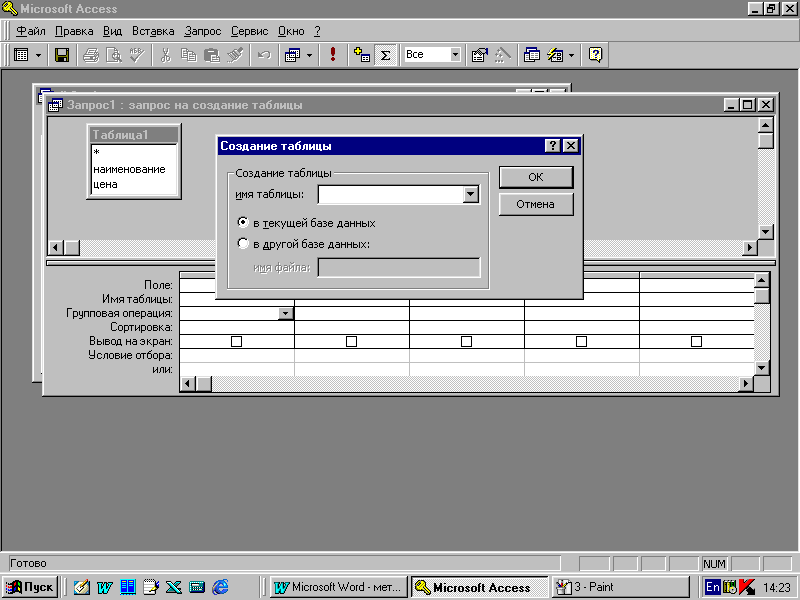 Microsoft Access
Файл Правка Вид Вставка Запрос Сервис Окно ?
Все
Запрос1 : запрос на создание таблицы
Таблица1
*
наименование
цена
Создание таблицы
Создание таблицы
имя таблицы:
в текущей базе данных
в другой базе данных:
имя файла:
OK
Отмена
Поле:
Имя таблицы:
Групповая операция:
Сортировка:
Вывод на экран:
Условие отбора:
или:
Готово
NUM
Пуск
Microsoft Word - мет...
Microsoft Access
3 - Paint
En
14:23